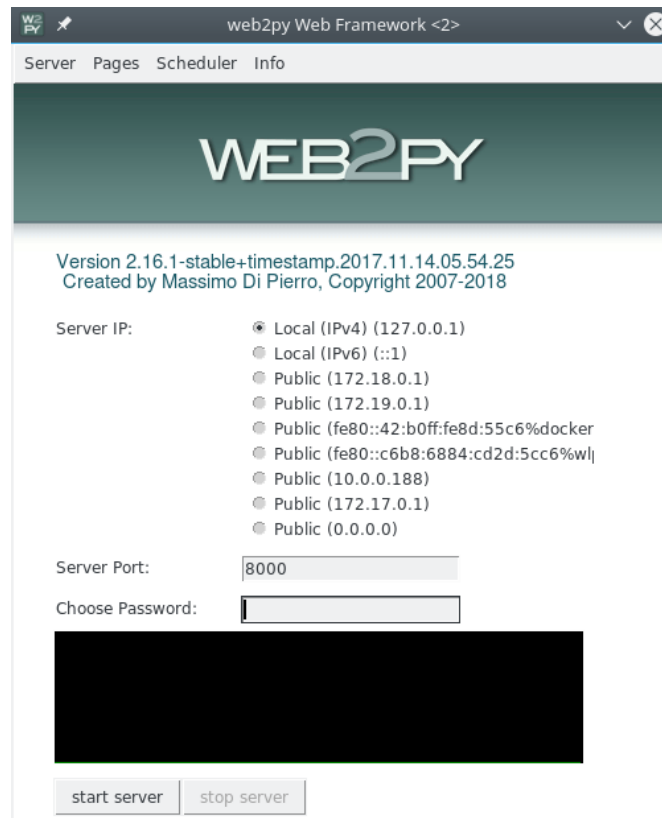 W2
PY
web2py Web Framework <2>
Server Pages Scheduler Info
WEB2PY
Version 2.16.1-stable+timestamp.2017.11.14.05.54.25
Created by Massimo Di Pierro, Copyright 2007-2018
Server IP:
Local (IPv4) (127.0.0.1)
Local (IPv6) (::1)
Public (172.18.0.1)
Public (172.19.0.1)
Public (fe80::42:b0ff:fe8d:55c6%docker
Public (fe80::c6b8:6884:cd2d:5cc6%wl
Public (10.0.0.188)
Public (172.17.0.1)
Public (0.0.0.0)
Server Port: 8000
Choose Password:
start server stop server